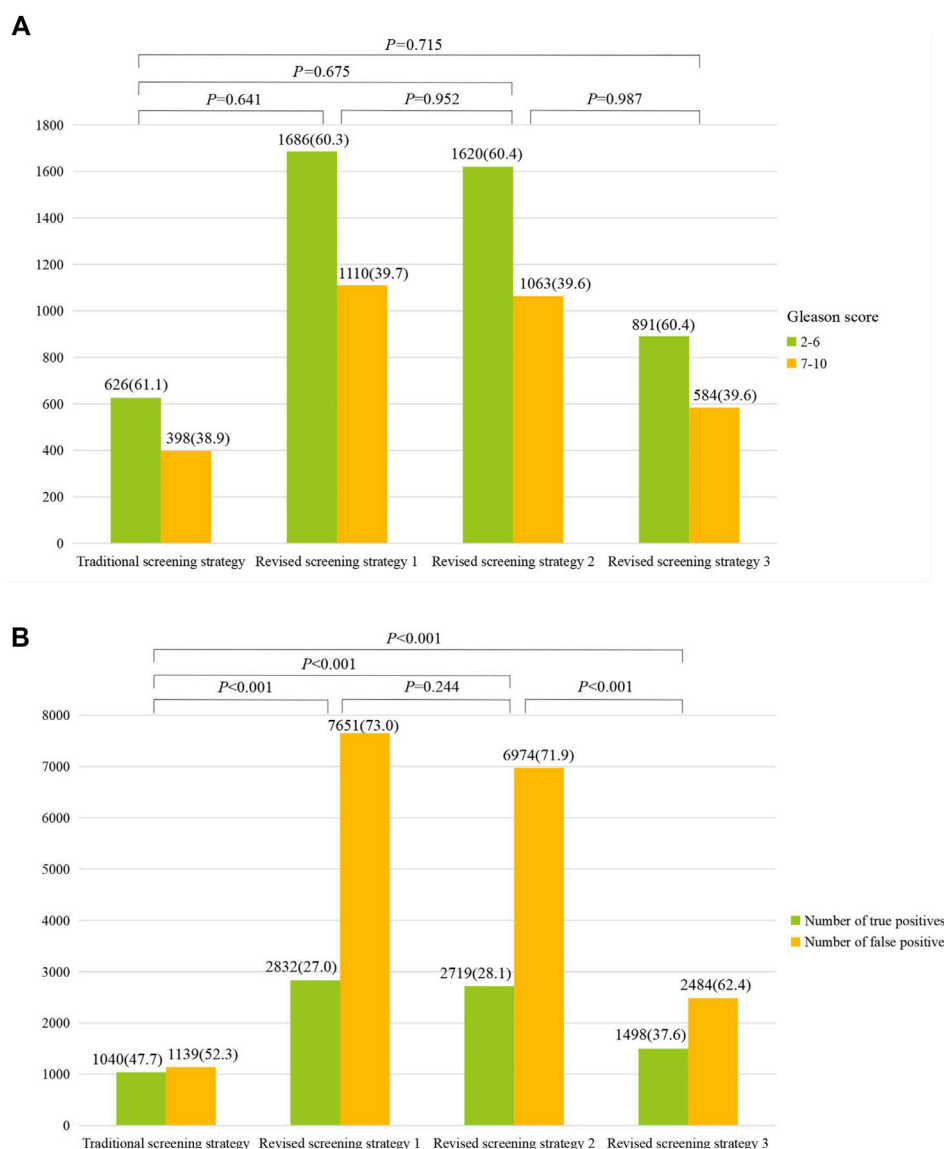 A
P=0.715
P=0.675
P=0.641 P=0.952 P=0.987
1800
1600
1400
1200
1000
800
600
400
200
0
1686(60.3)
1620(60.4)
1110(39.7)
1063(39.6)
891(60.4)
626(61.1)
584(39.6)
398(38.9)
Gleason score
2-6
7-10
Traditional screening strategy Revised screening strategy 1 Revised screening strategy 2 Revised screening strategy 3
B
P<0.001
P<0.001
P<0.001 P=0.244 P<0.001
8000
7000
6000
5000
4000
3000
2000
1000
0
7651(73.0)
6974(71.9)
2832(27.0)
2719(28.1)
2484(62.4)
1498(37.6)
1040(47.7) 1139(52.3)
Number of true positives
Number of false positive
Traditional screening strategy Revised screening strategy 1 Revised screening strategy 2 Revised screening strategy 3